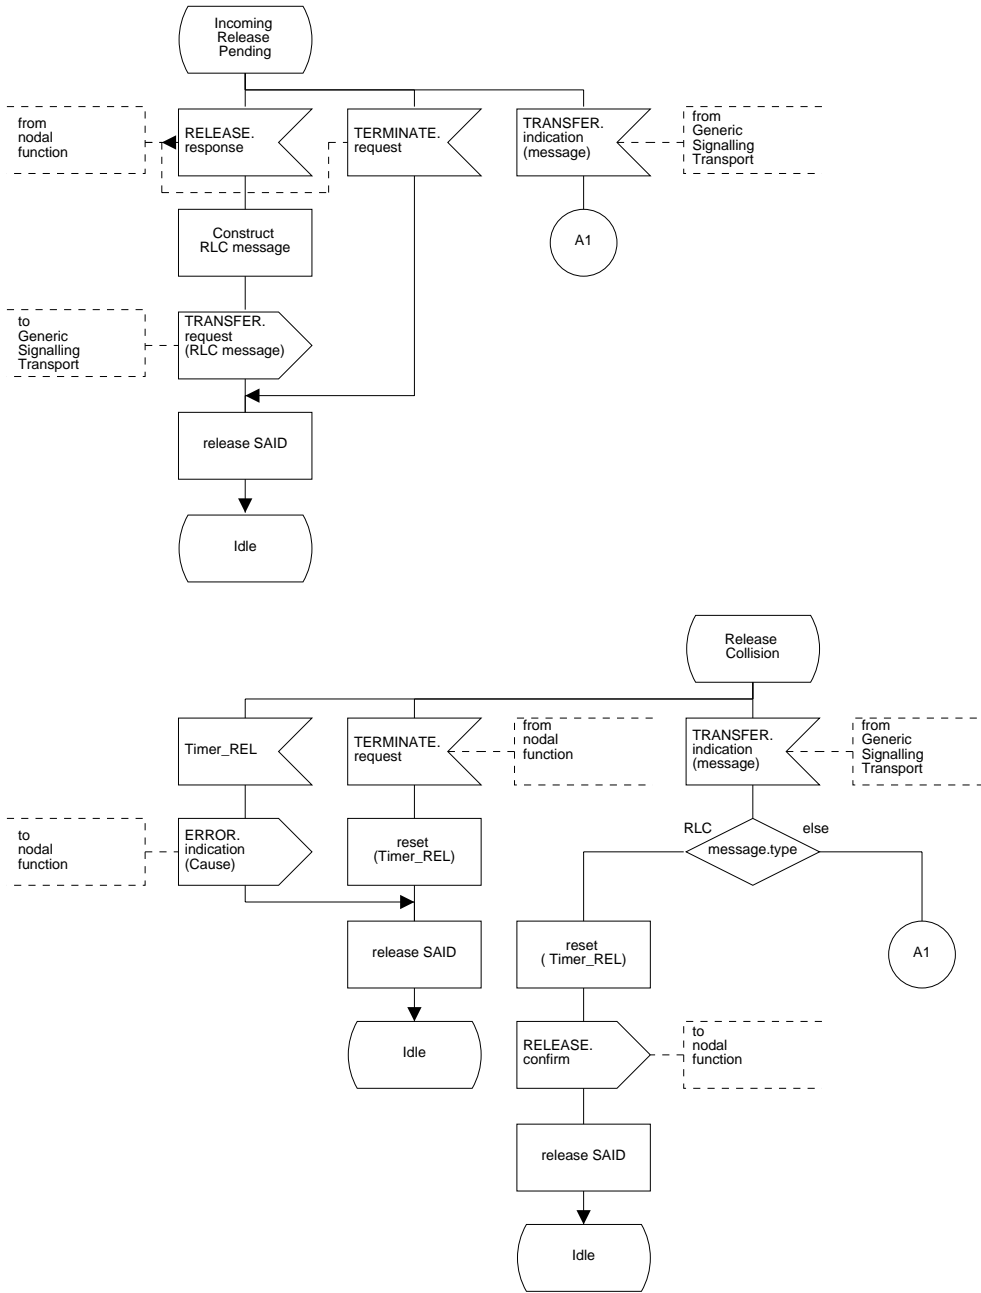 Incoming
Release
Pending
from
nodal
function
RELEASE.
response
TERMINATE.
request
TRANSFER.
indication
(message)
from
Generic
Signalling
Transport
Construct
RLC message
A1
to
Generic
Signalling
Transport
TRANSFER.
request
(RLC message)
release SAID
Idle
Release
Collision
Timer_REL
TERMINATE.
request
from
nodal
function
TRANSFER.
indication
(message)
from
Generic
Signalling
Transport
to
nodal
function
ERROR.
indication
(Cause)
reset
(Timer_REL)
RLC
else
message.type
release SAID
reset
( Timer_REL)
A1
Idle
RELEASE.
confirm
to
nodal
function
release SAID
Idle